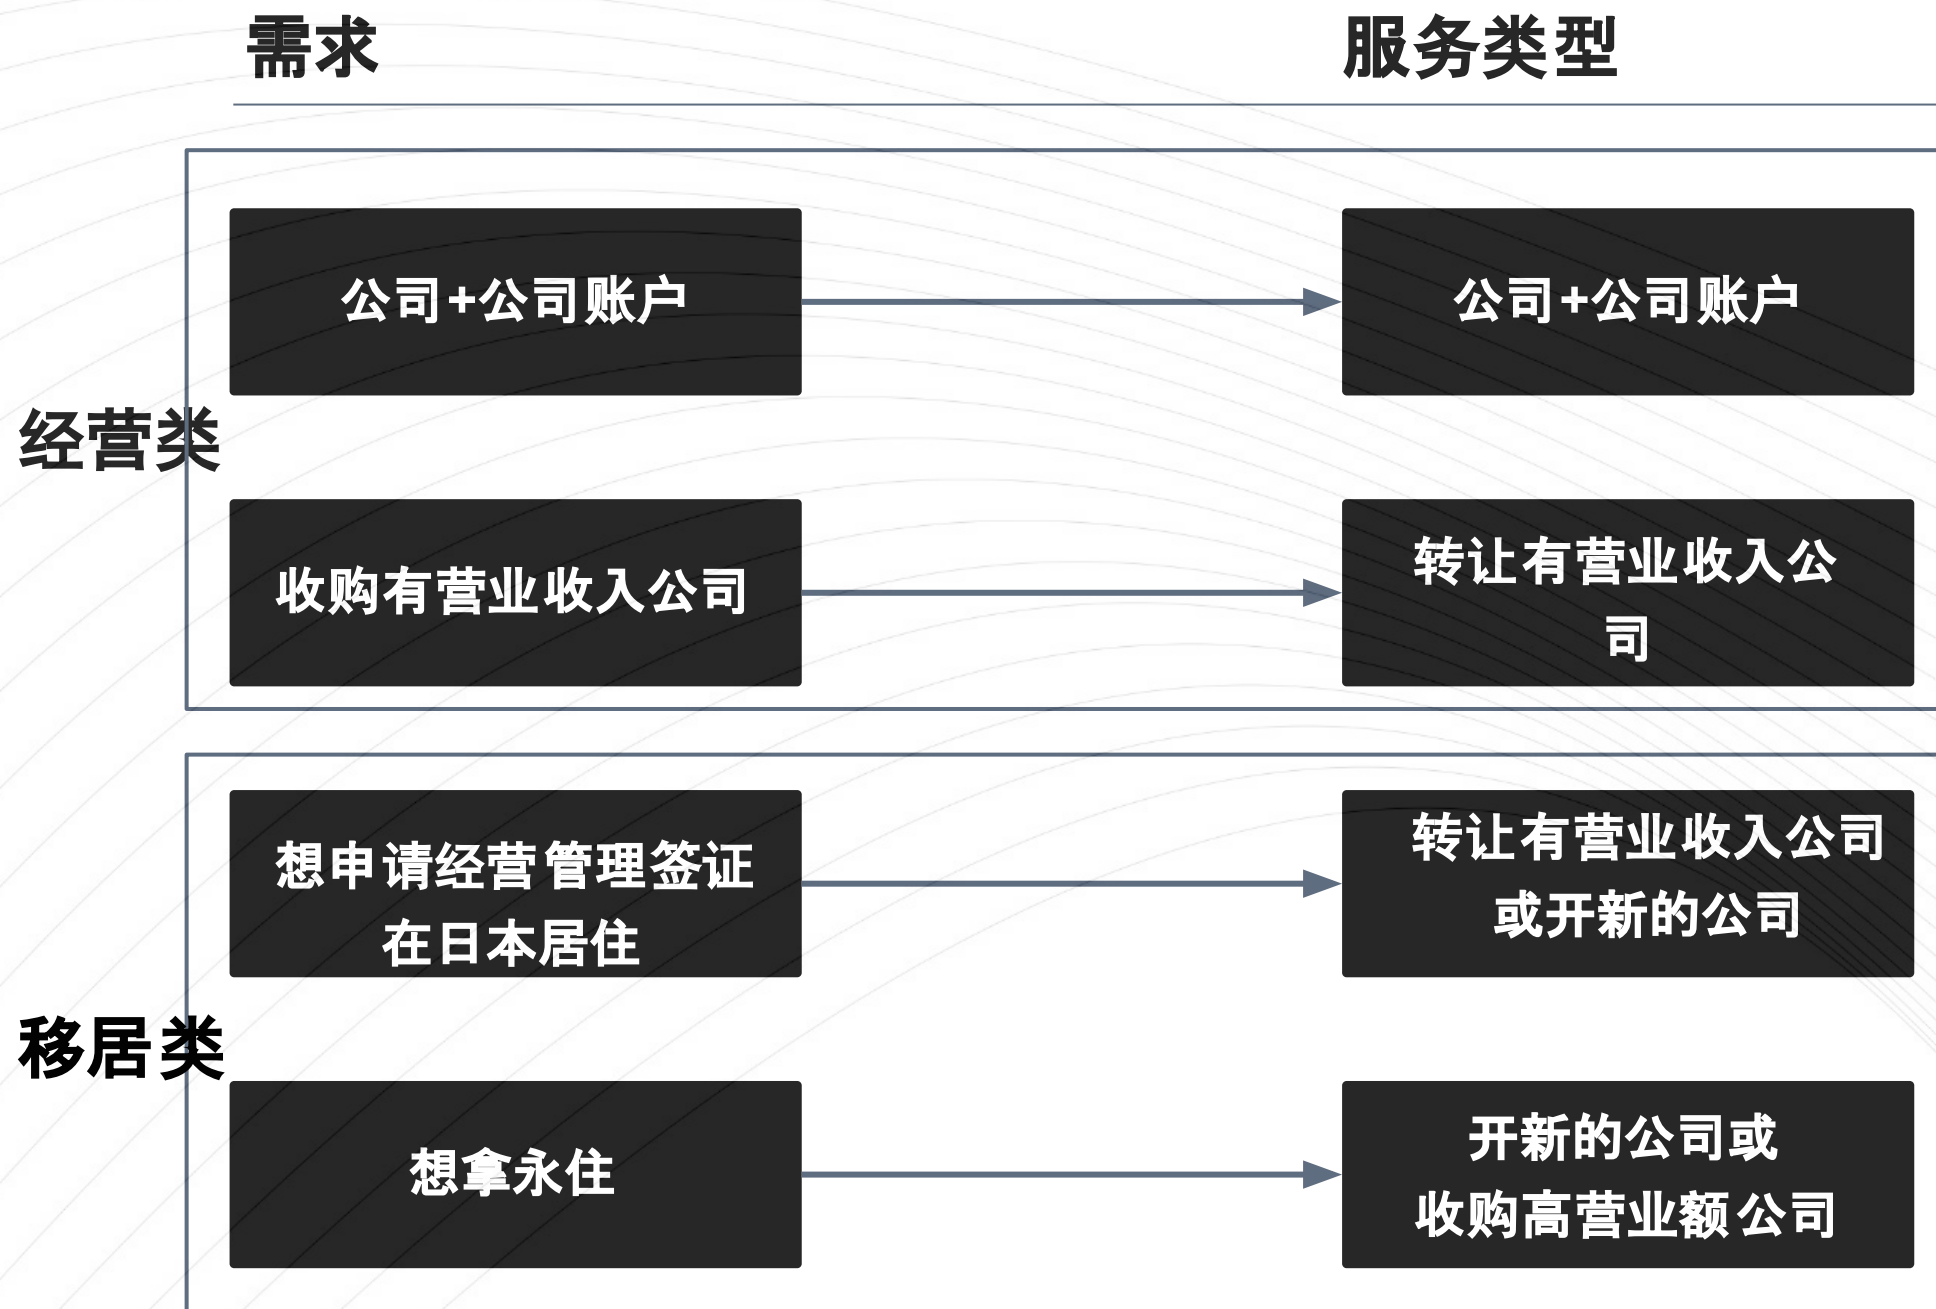 需求
服务类型
公司+公司账户
公司+公司账户
经营类
收购有营业收入公司
转让有营业收入公
司
想申请经营管理签证
在日本居住
转让有营业收入公司
或开新的公司
移居类
想拿永住
开新的公司或
收购高营业额公司